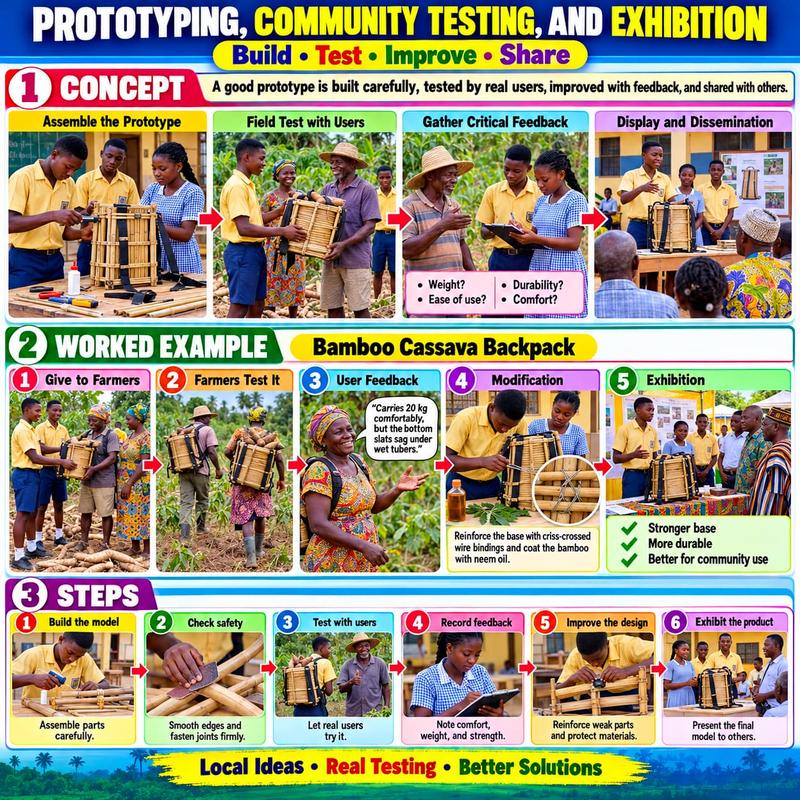 PROTOTYPING, COMMUNITY TESTING, AND EXHIBITION
Build • Test • Improve • Share
1 CONCEPT
A good prototype is built carefully, tested by real users, improved with feedback, and shared with others.
Assemble the Prototype
Field Test with Users
Gather Critical Feedback
• Weight?
• Ease of use?
• Durability?
• Comfort?
Display and Dissemination
2 WORKED EXAMPLE
Bamboo Cassava Backpack
1 Give to Farmers
2 Farmers Test It
3 User Feedback
"Carries 20 kg
comfortably,
but the bottom
slats sag under
wet tubers."
4 Modification
Reinforce the base with criss-crossed
wire bindings and coat the bamboo
with neem oil.
5 Exhibition
✓ Stronger base
✓ More durable
✓ Better for community use
3 STEPS
1 Build the model
Assemble parts
carefully.
2 Check safety
Smooth edges and
fasten joints firmly.
3 Test with users
Let real users
try it.
4 Record feedback
Note comfort,
weight, and strength.
5 Improve the design
Reinforce weak parts
and protect materials.
6 Exhibit the product
Present the final
model to others.
Local Ideas • Real Testing • Better Solutions